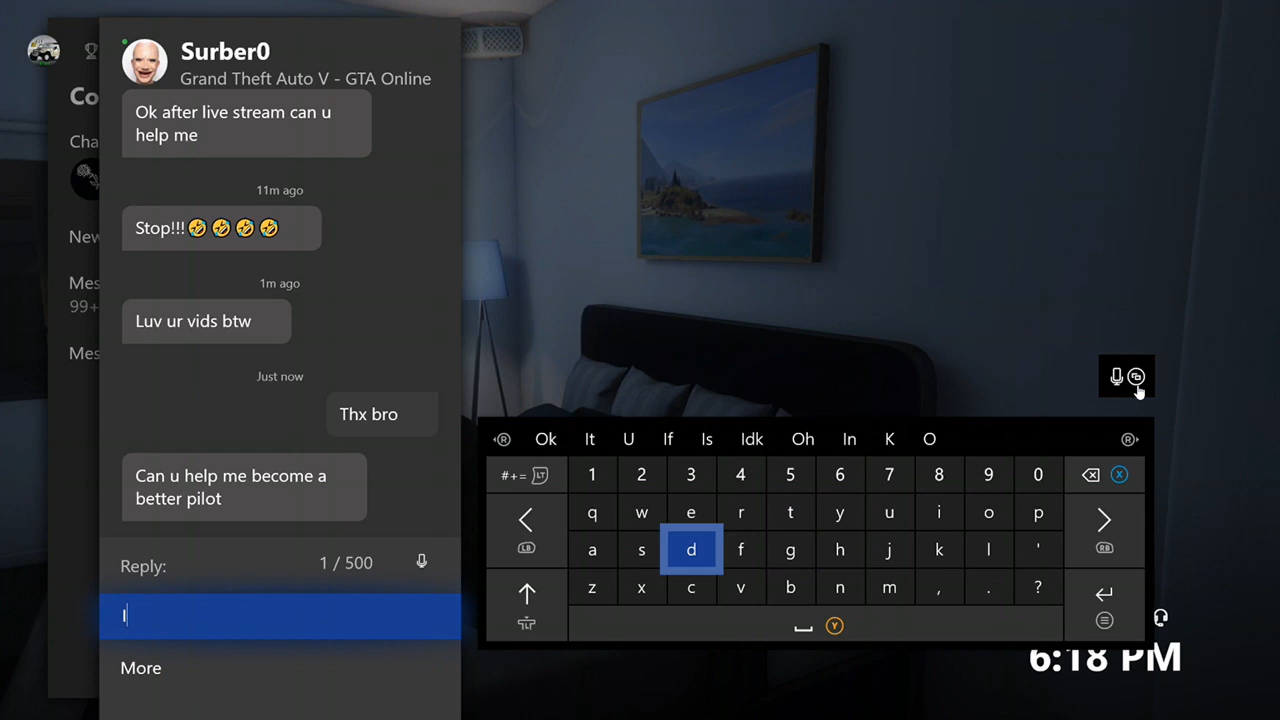 Surber0
Grand Theft Auto V - GTA Online
Co
Cha
New
Mes
99+
Mes
Ok after live stream can u
help me
11m ago
Stop!!!🤣🤣🤣🤣
1m ago
Luv ur vids btw
Just now
Thx bro
Can u help me become a
better pilot
Reply: 1 / 500
I
More
R Ok It U If Is Idk Oh In K O R
#+= LT 1 2 3 4 5 6 7 8 9 0 X
q w e r t y u i o p
LB a s d f g h j k l ' RB
z x c v b n m , . ?
Y
6:18 PM